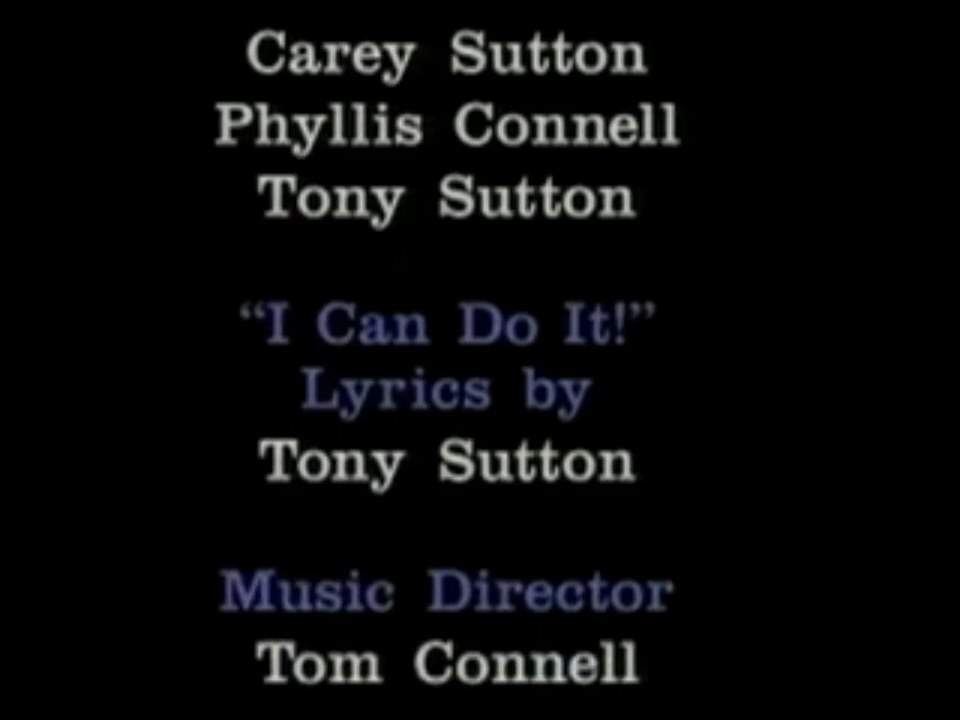 Carey Sutton
Phyllis Connell
Tony Sutton
“I Can Do It!”
Lyrics by
Tony Sutton
Music Director
Tom Connell